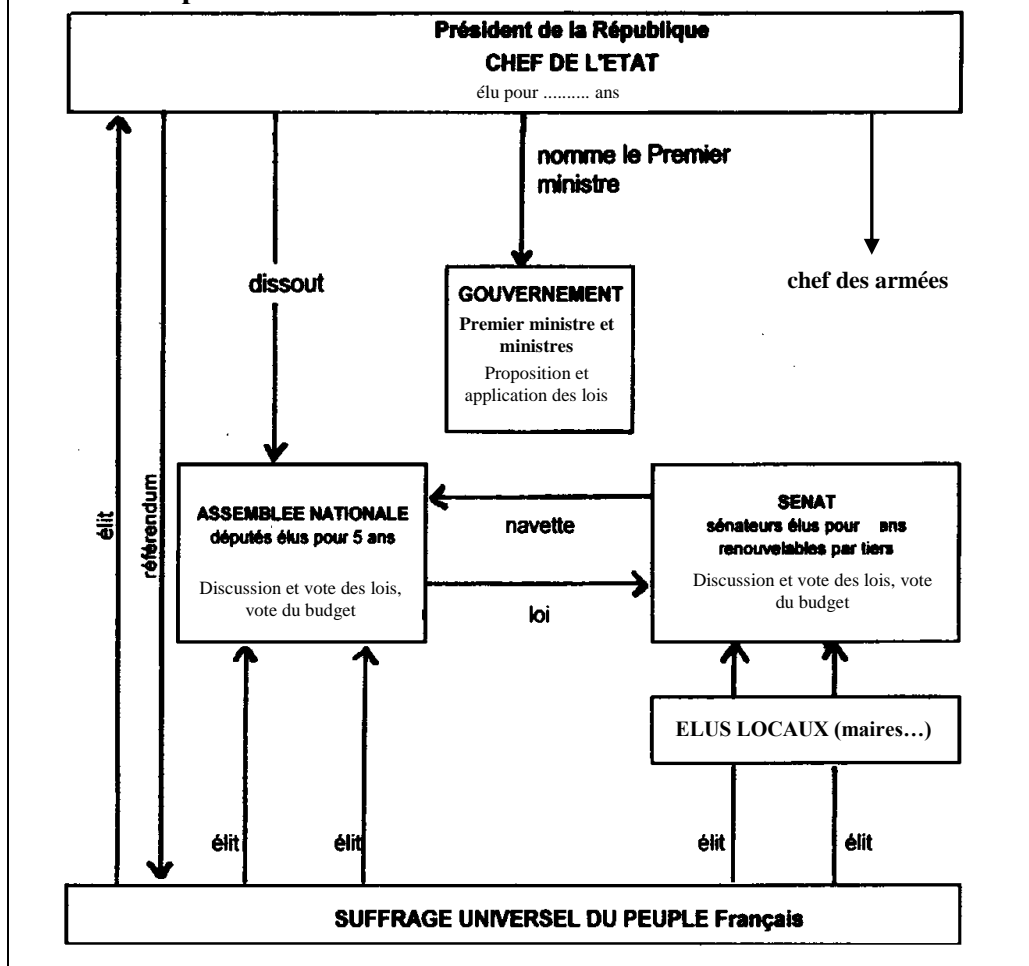 Président de la République
CHEF DE L'ETAT
élu pour .......... ans
nomme le Premier
ministre
dissout
chef des armées
GOUVERNEMENT
Premier ministre et
ministres
Proposition et
application des lois
élit
référendum
ASSEMBLEE NATIONALE
députés élus pour 5 ans
Discussion et vote des lois,
vote du budget
navette
loi
SENAT
sénateurs élus pour ans
renouvelables par tiers
Discussion et vote des lois, vote
du budget
ELUS LOCAUX (maires…)
élit
élit
élit
élit
SUFFRAGE UNIVERSEL DU PEUPLE Français